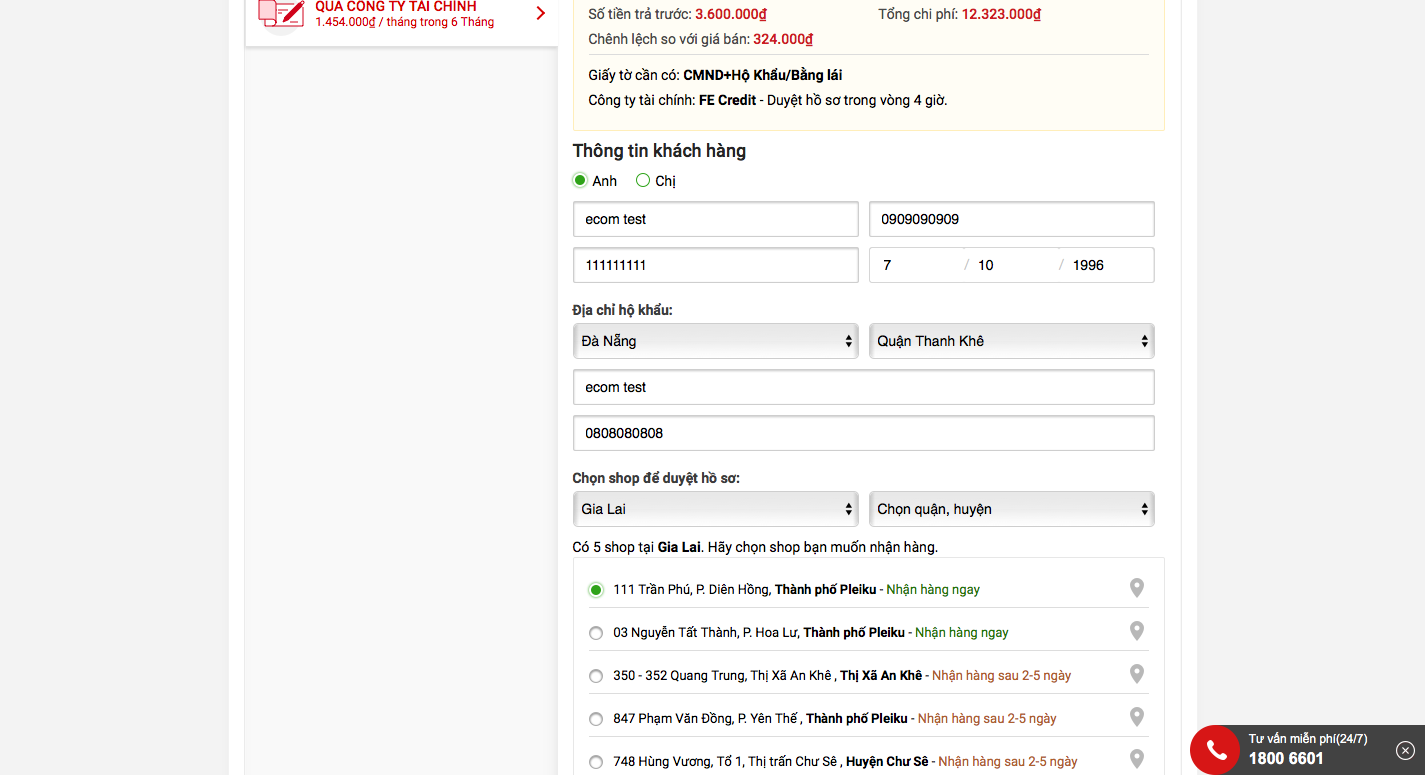 QUA CÔNG TY TÀI CHÍNH
1.454.000₫ / tháng trong 6 Tháng
Số tiền trả trước: 3.600.000₫ Tổng chi phí: 12.323.000₫
Chênh lệch so với giá bán: 324.000₫
Giấy tờ cần có: CMND+Hộ Khẩu/Bằng lái
Công ty tài chính: FE Credit - Duyệt hồ sơ trong vòng 4 giờ.
Thông tin khách hàng
Anh Chị
ecom test 0909090909
111111111 7 / 10 / 1996
Địa chỉ hộ khẩu:
Đà Nẵng Quận Thanh Khê
ecom test
0808080808
Chọn shop để duyệt hồ sơ:
Gia Lai Chọn quận, huyện
Có 5 shop tại Gia Lai. Hãy chọn shop bạn muốn nhận hàng.
111 Trần Phú, P. Diên Hồng, Thành phố Pleiku - Nhận hàng ngay
03 Nguyễn Tất Thành, P. Hoa Lư, Thành phố Pleiku - Nhận hàng ngay
350 - 352 Quang Trung, Thị Xã An Khê , Thị Xã An Khê - Nhận hàng sau 2-5 ngày
847 Phạm Văn Đồng, P. Yên Thế , Thành phố Pleiku - Nhận hàng sau 2-5 ngày
748 Hùng Vương, Tổ 1, Thị trấn Chư Sê , Huyện Chư Sê - Nhận hàng sau 2-5 ngày
Tư vấn miễn phí(24/7)
1800 6601